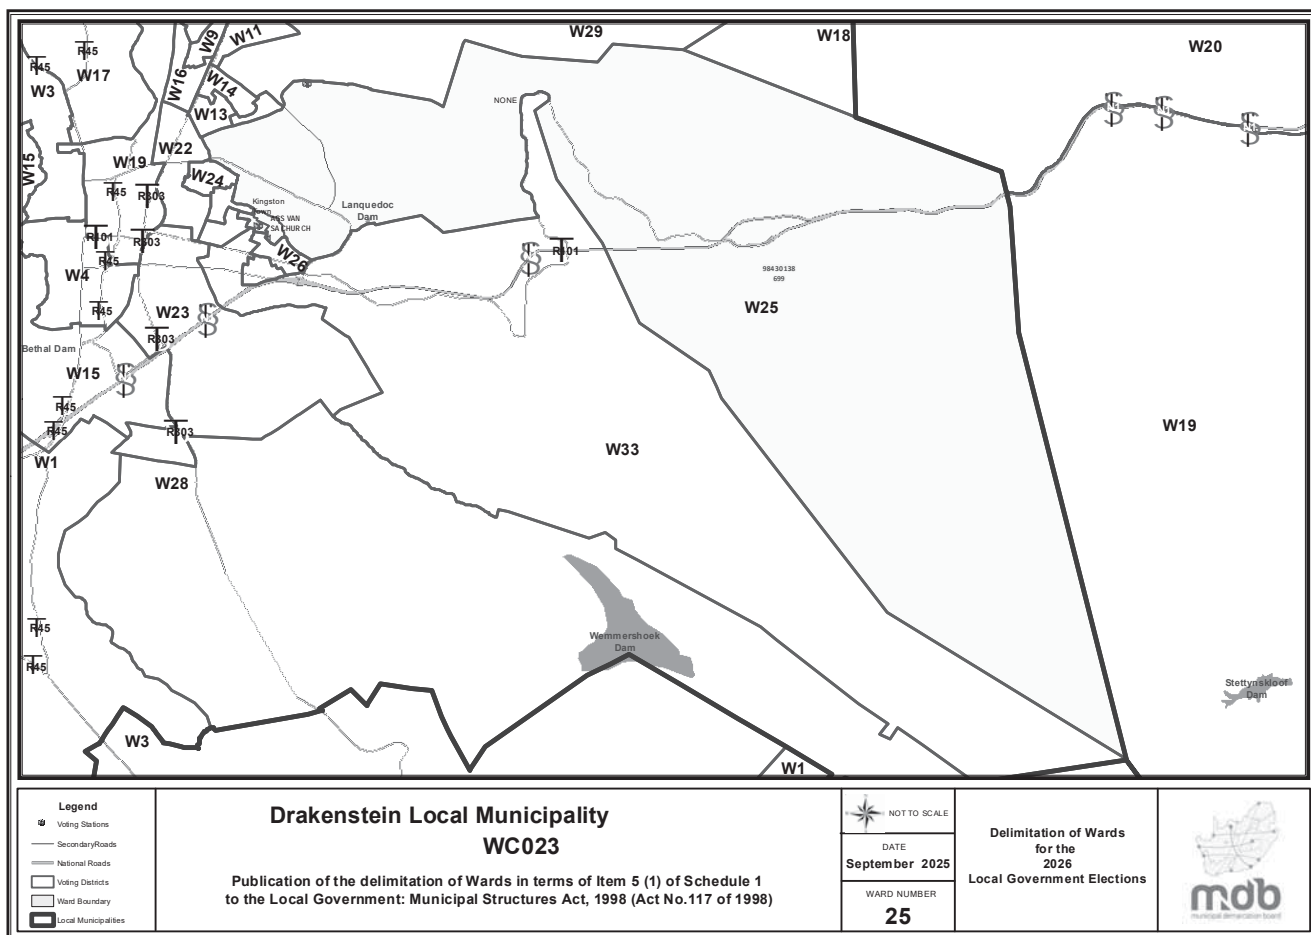 W29
W18
W20
W9
W11
R45
R45
W17
W3
W16
W14
W13
NONE
W15
W19
W22
W24
R45
R303
Kingston
Town
Lanquedoc
Dam
SA CHURCH
R101
R303
R45
W26
R101
W4
98430138
699
W25
R45
W23
R303
Bethal Dam
W15
R45
R45
R303
W1
W28
W33
W19
Wemmershoek
Dam
R45
R45
Stettynskloof
Dam
W3
W1
Legend
Voting Stations
SecondaryRoads
National Roads
Voting Districts
Ward Boundary
Local Municipalities
Drakenstein Local Municipality
WC023
Publication of the delimitation of Wards in terms of Item 5 (1) of Schedule 1
to the Local Government: Municipal Structures Act, 1998 (Act No.117 of 1998)
NOT TO SCALE
DATE
September 2025
WARD NUMBER
25
Delimitation of Wards
for the
2026
Local Government Elections
mdb
municipal demarcation board